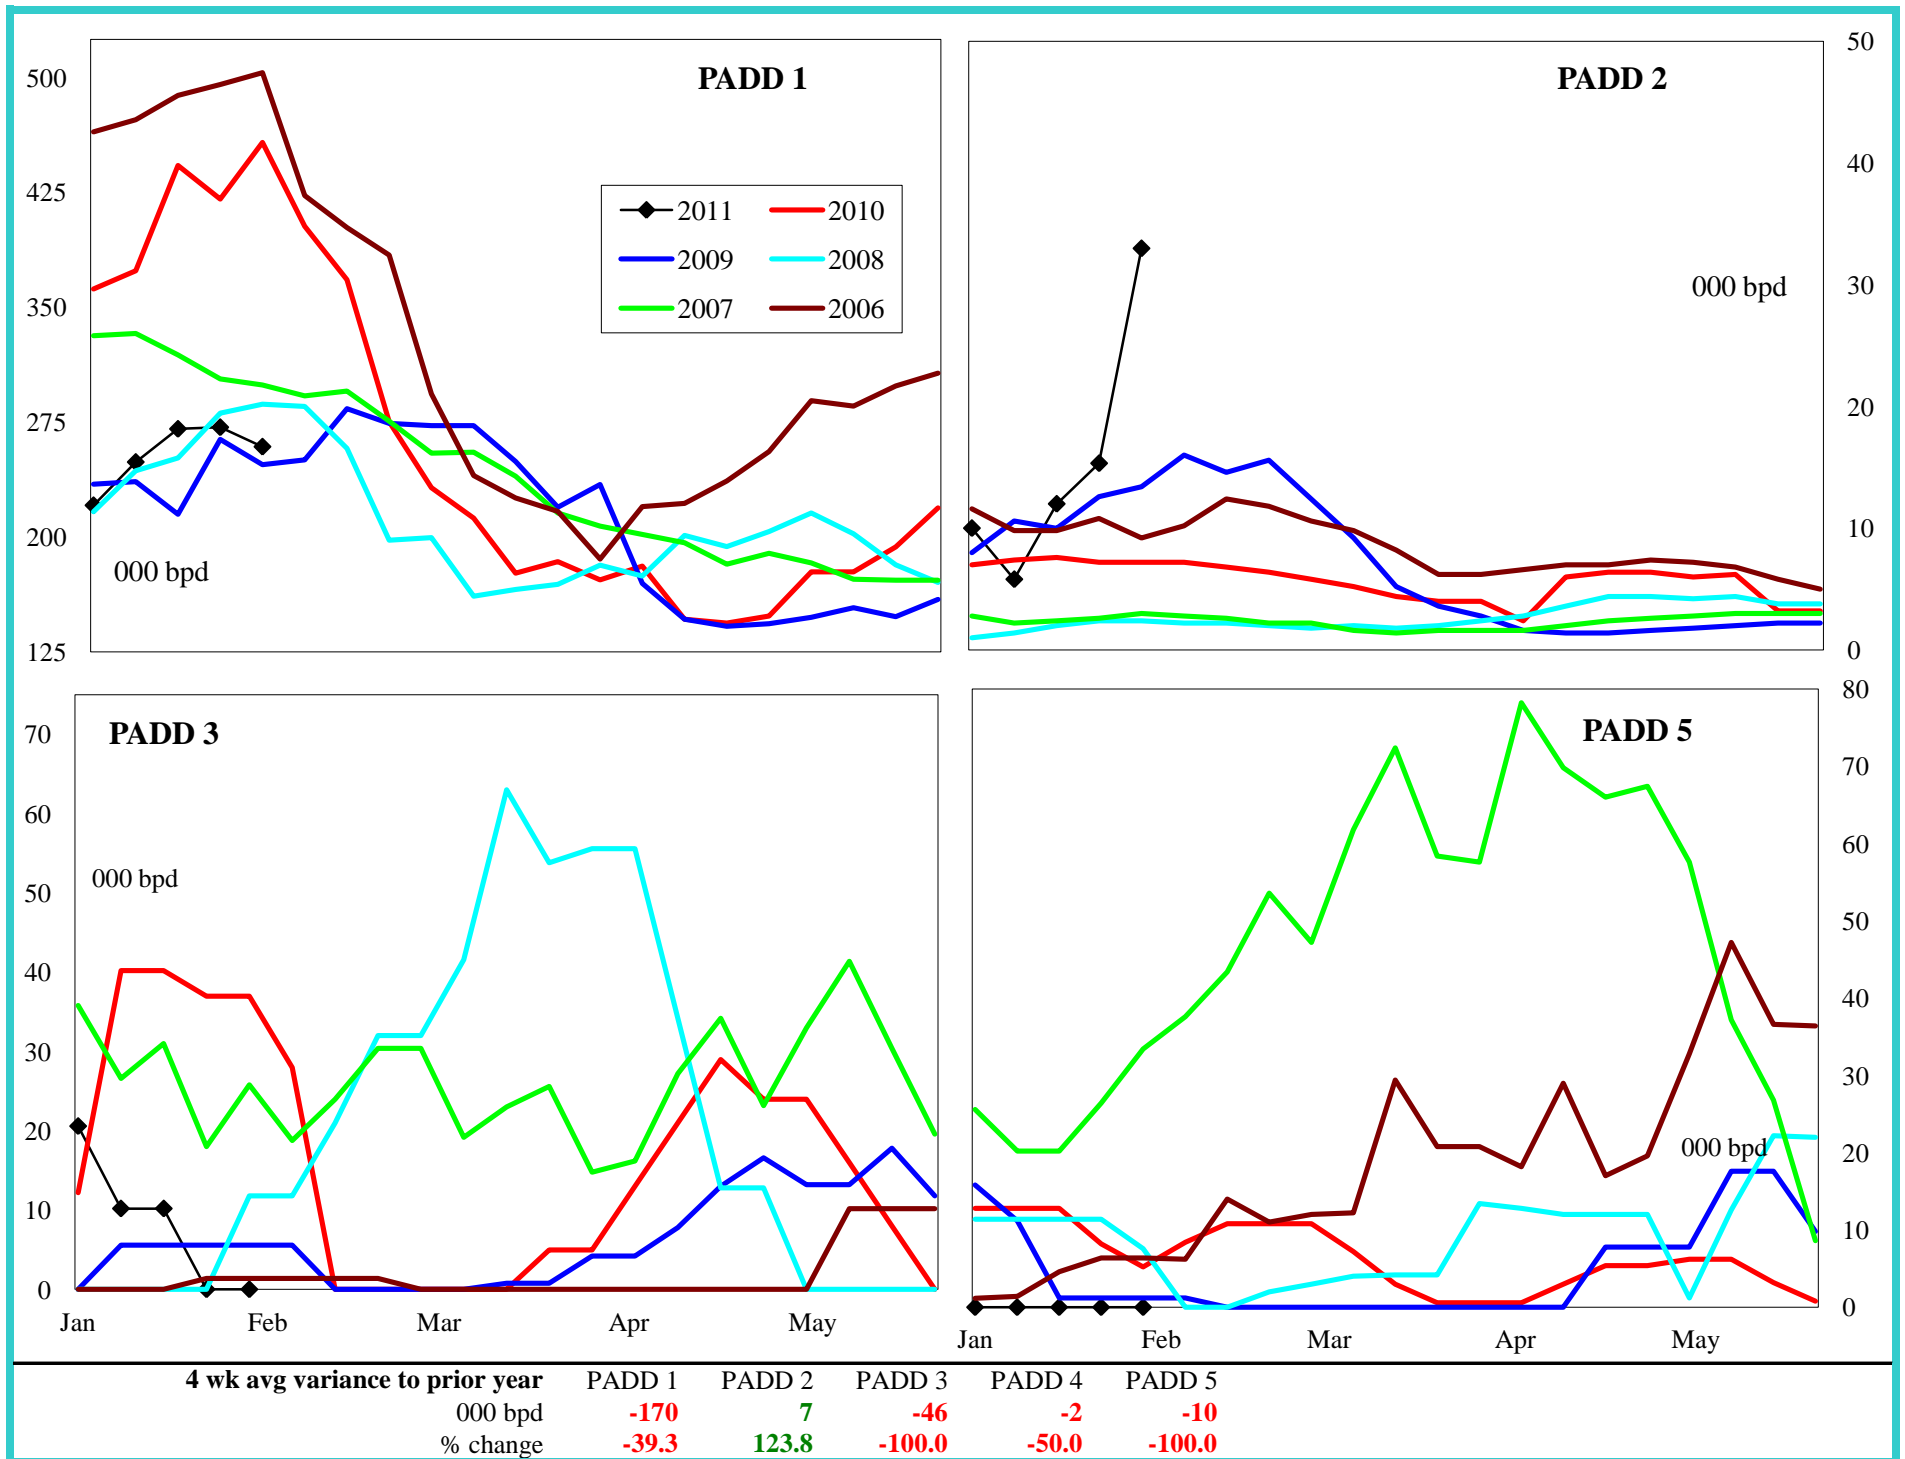 PADD 1
500
425
350
275
200
125
2011 2010
2009 2008
2007 2006
000 bpd
PADD 2
50
40
30
20
10
0
000 bpd
PADD 3
70
60
50
40
30
20
10
0
000 bpd
Jan Feb Mar Apr May
PADD 5
80
70
60
50
40
30
20
10
0
000 bpd
Jan Feb Mar Apr May
4 wk avg variance to prior year PADD 1 PADD 2 PADD 3 PADD 4 PADD 5
000 bpd -170 7 -46 -2 -10
% change -39.3 123.8 -100.0 -50.0 -100.0